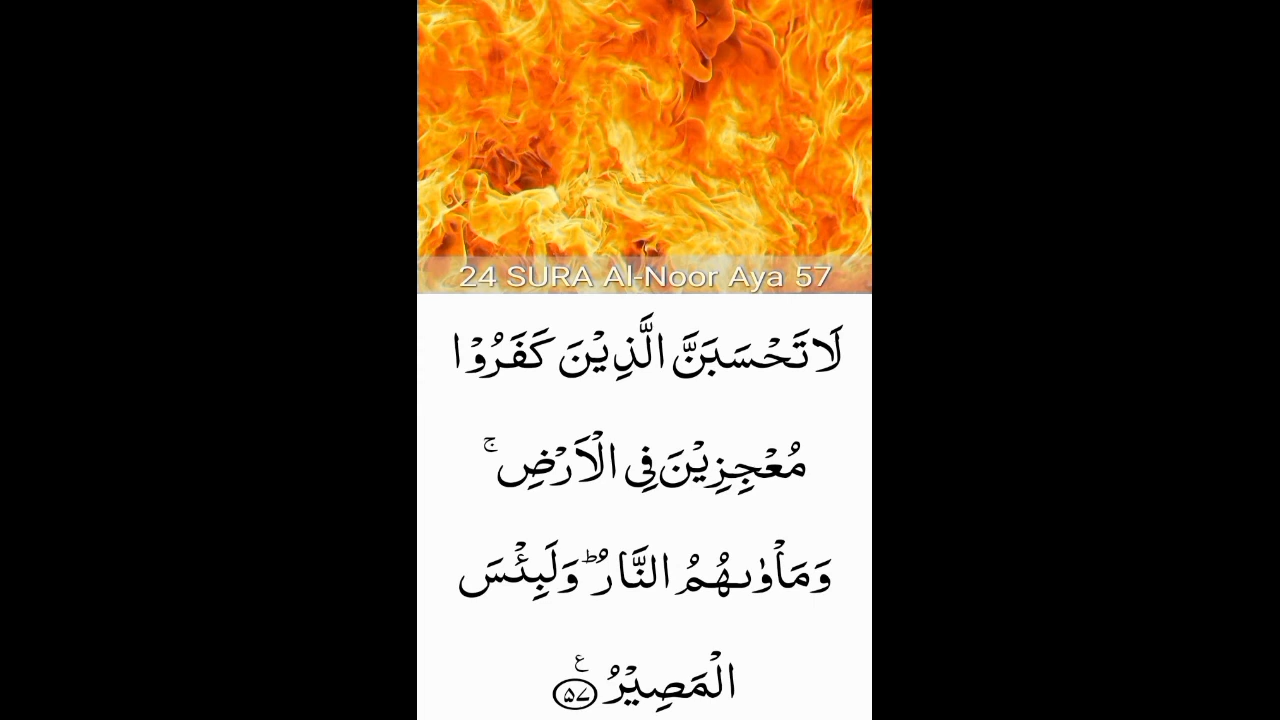 24 SURA Al-Noor Aya 57
لَا تَحْسَبَنَّ الَّذِيْنَ كَفَرُوْا
مُعْجِزِيْنَ فِى الْاَرْضِ ۚ
وَمَاْوٰىهُمُ النَّارُ ؕ وَلَبِئْسَ
الْمَصِيْرُ ࣖ ۵۷